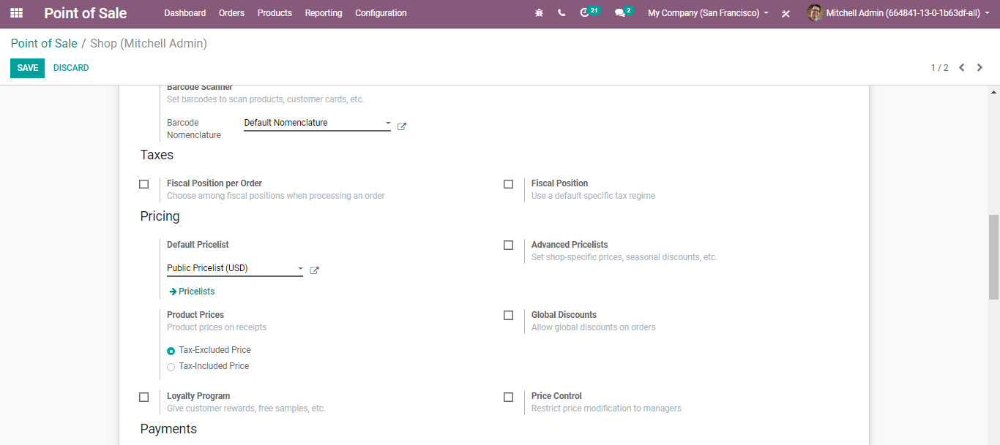 Point of Sale
Dashboard
Orders
Products
Reporting
Configuration
21
2
My Company (San Francisco)
Mitchell Admin (664841-13-0-1b63df-all)
Point of Sale / Shop (Mitchell Admin)
SAVE
DISCARD
1 / 2
Barcode Scanner
Set barcodes to scan products, customer cards, etc.
Barcode
Nomenclature
Default Nomenclature
Taxes
Fiscal Position per Order
Choose among fiscal positions when processing an order
Fiscal Position
Use a default specific tax regime
Pricing
Default Pricelist
Public Pricelist (USD)
Pricelists
Advanced Pricelists
Set shop-specific prices, seasonal discounts, etc.
Product Prices
Product prices on receipts
Tax-Excluded Price
Tax-Included Price
Global Discounts
Allow global discounts on orders
Loyalty Program
Give customer rewards, free samples, etc.
Price Control
Restrict price modification to managers
Payments